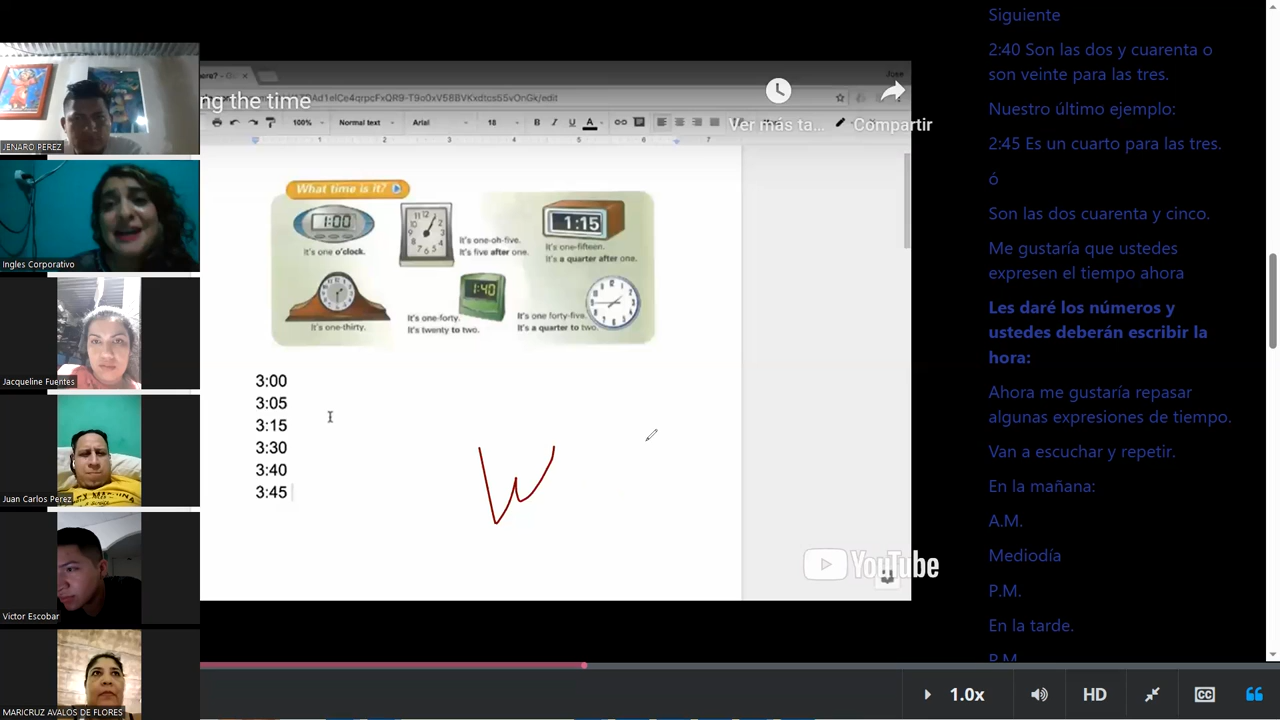 JENARO PEREZ
Ingles Corporativo
Jacqueline Fuentes
Juan Carlos Perez
Victor Escobar
MARICRUZ AVALOS DE FLORES
ng the time
Ver más ta...
Compartir
100%
Normal text
Arial
18
B I U A
1 2 3 4 5 6 7
What time is it?
1:00
It's one o'clock.
It's one-oh-five.
It's five after one.
1:15
It's one-fifteen.
It's a quarter after one.
It's one-thirty.
1:40
It's one-forty.
It's twenty to two.
It's one forty-five.
It's a quarter to two.
3:00
3:05
3:15
3:30
3:40
3:45
YouTube
Siguiente
2:40 Son las dos y cuarenta o
son veinte para las tres.
Nuestro último ejemplo:
2:45 Es un cuarto para las tres.
ó
Son las dos cuarenta y cinco.
Me gustaría que ustedes
expresen el tiempo ahora
Les daré los números y
ustedes deberán escribir la
hora:
Ahora me gustaría repasar
algunas expresiones de tiempo.
Van a escuchar y repetir.
En la mañana:
A.M.
Mediodía
P.M.
En la tarde.
P.M.
1.0x
HD
CC